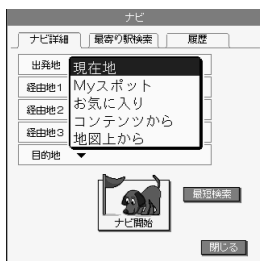 ナビ
ナビ詳細 最寄り駅検索 履歴
出発地 現在地
Myスポット
経由地1 お気に入り
経由地2 コンテンツから
経由地3 地図上から
目的地
最短検索
ナビ開始
閉じる